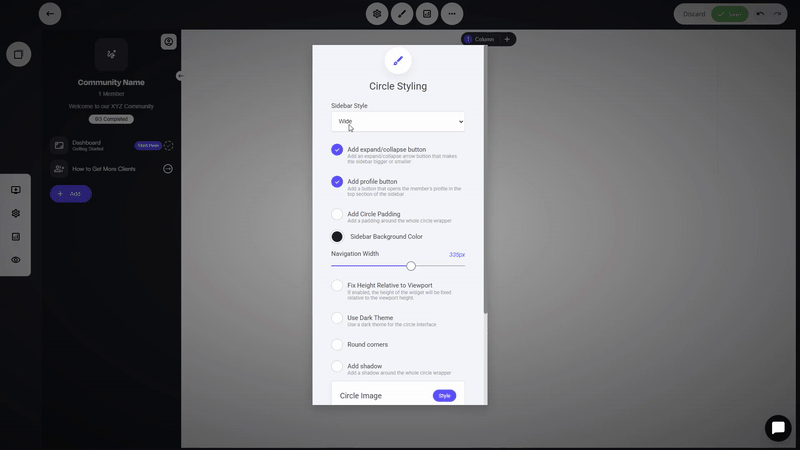 Discard
Save
1 Column +
Community Name
1 Member
Welcome to our XYZ Community
0/3 Completed
Dashboard
Getting Started
Start Here
How to Get More Clients
+ Add
Circle Styling
Sidebar Style
Wide
Add expand/collapse button
Add an expand/collapse arrow button that makes
the sidebar bigger or smaller
Add profile button
Add a button that opens the member's profile in the
top section of the sidebar
Add Circle Padding
Add a padding around the whole circle wrapper
Sidebar Background Color
Navigation Width
335px
Fix Height Relative to Viewport
If enabled, the height of the widget will be fixed
relative to the viewport height.
Use Dark Theme
Use a dark theme for the circle interface
Round corners
Add shadow
Add a shadow around the whole circle wrapper
Circle Image
Style